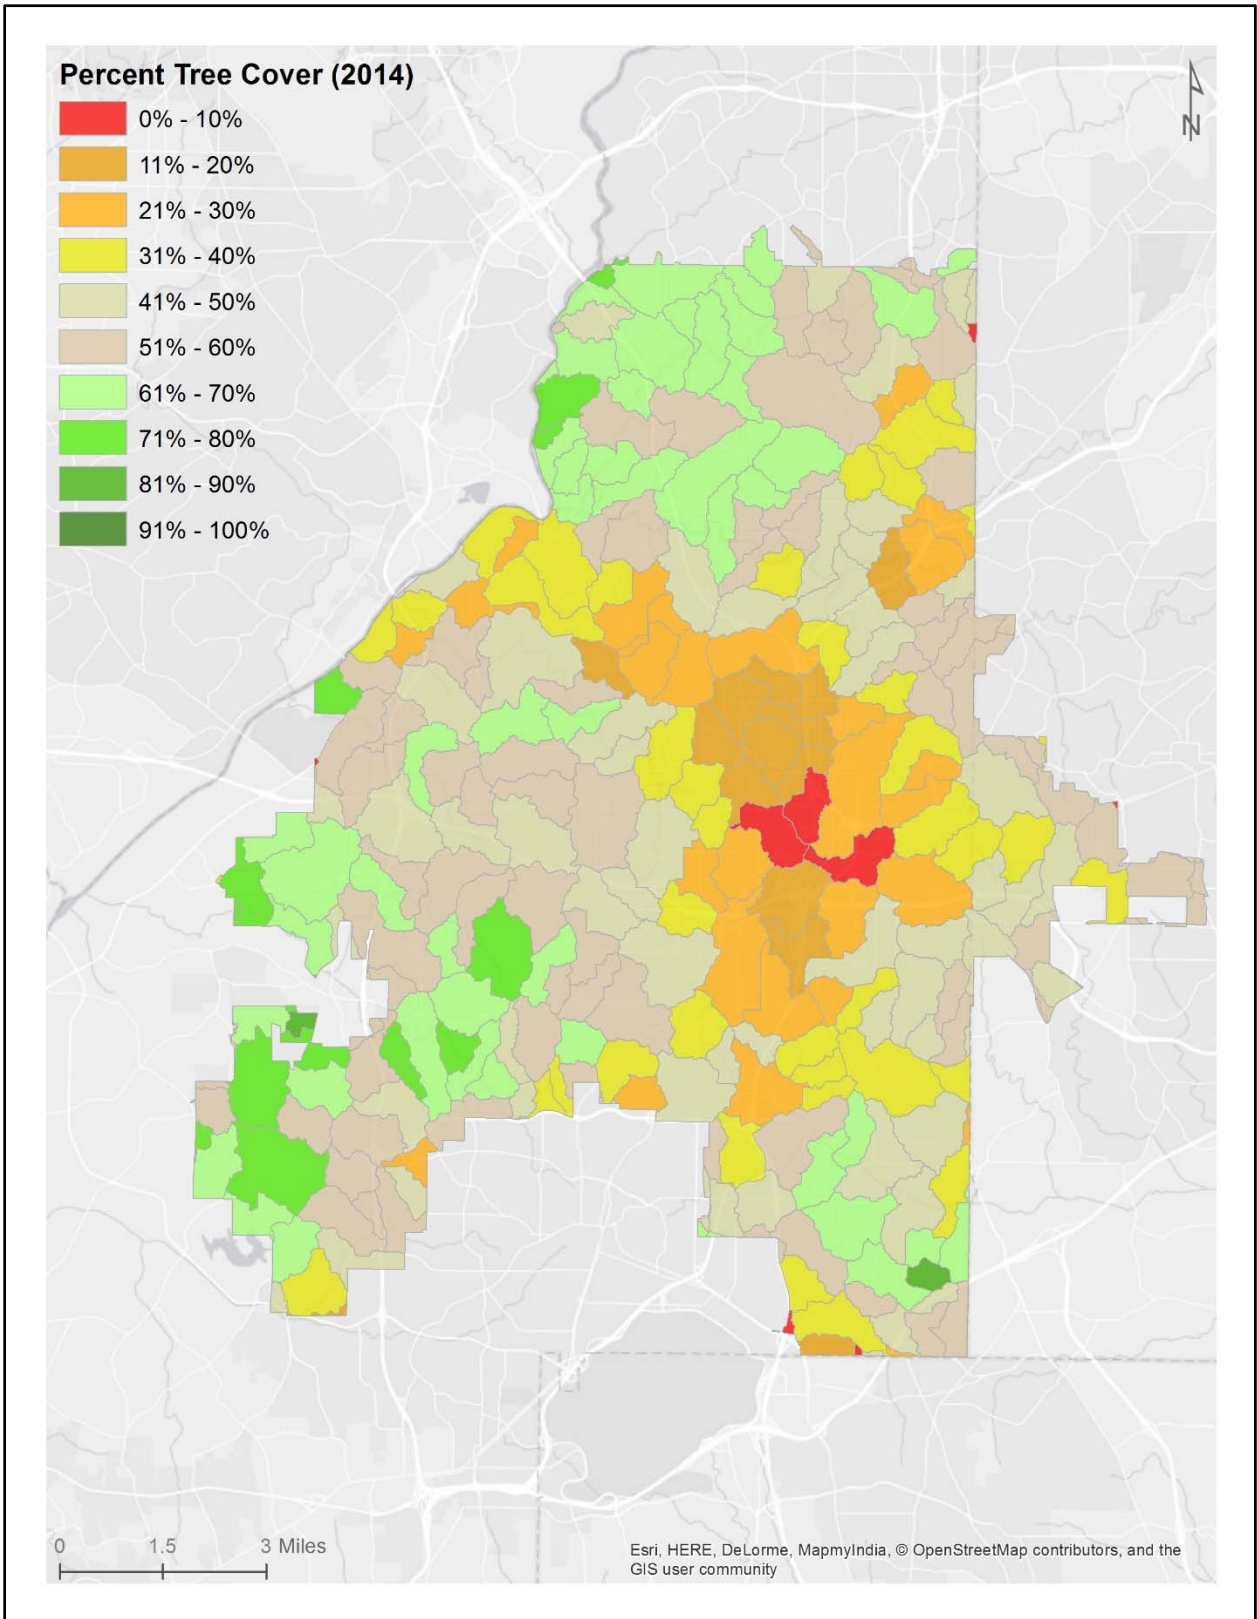 Percent Tree Cover (2014)
0% - 10%
11% - 20%
21% - 30%
31% - 40%
41% - 50%
51% - 60%
61% - 70%
71% - 80%
81% - 90%
91% - 100%
N
0 1.5 3 Miles
Esri, HERE, DeLorme, MapmyIndia, © OpenStreetMap contributors, and the
GIS user community